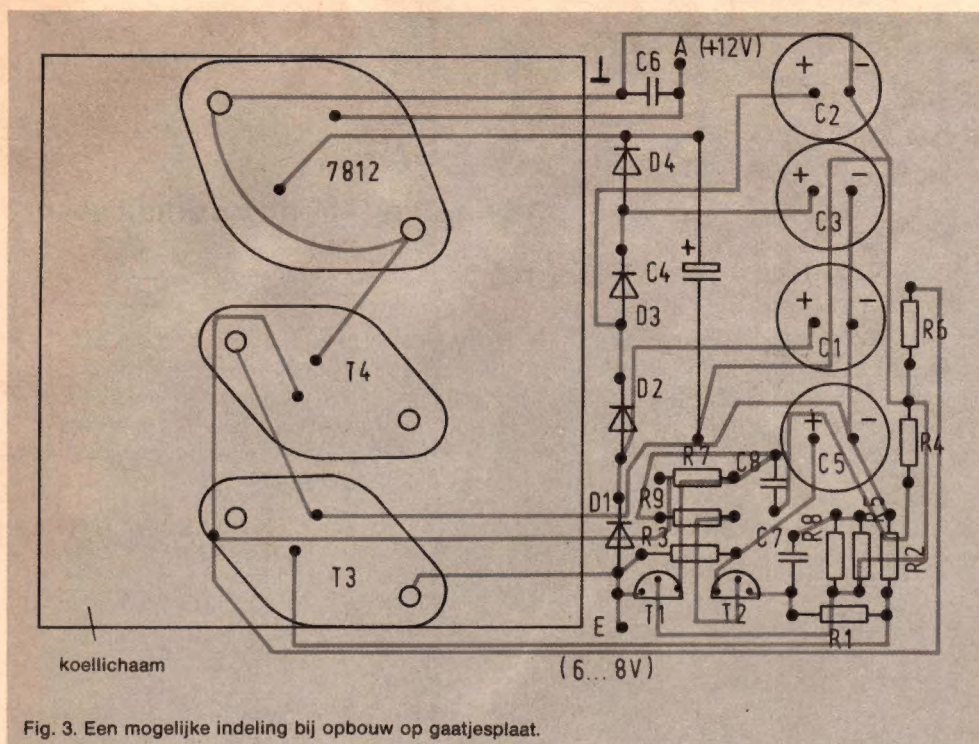 A (+12V)
C6
⊥
+ -
C2
7812
D4
+ -
C3
+
C4
D3
+ -
C1
R6
T4
D2
R4
+ -
C5
R7
C8
D1
R9
R3
C7
R8
R5
R2
T3
T1
T2
R1
E
koellichaam
(6...8V)
Fig. 3. Een mogelijke indeling bij opbouw op gaatjesplaat.